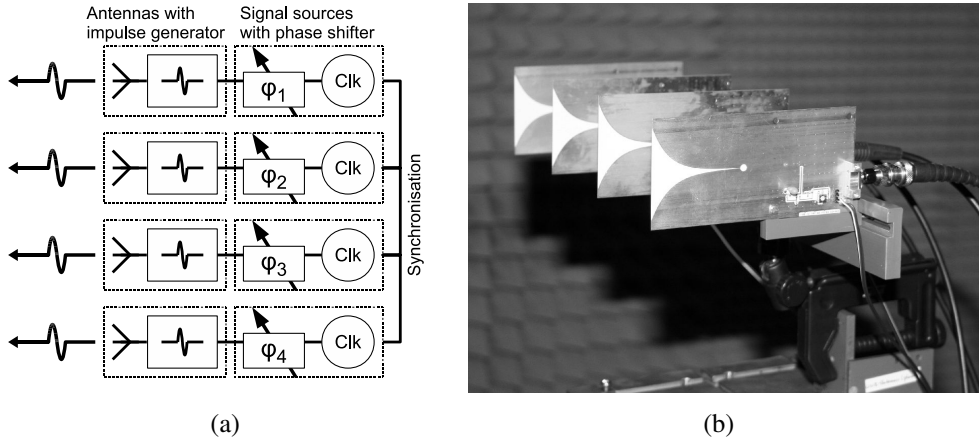 Antennas with
impulse generator
Signal sources
with phase shifter
φ1
Clk
φ2
Clk
φ3
Clk
φ4
Clk
Synchronisation
(a)
(b)